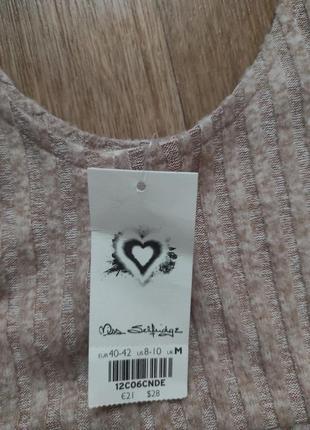 Miss Selfridge
EUR 40-42 US 8-10 UK M
12C06CNDE
€21 $28